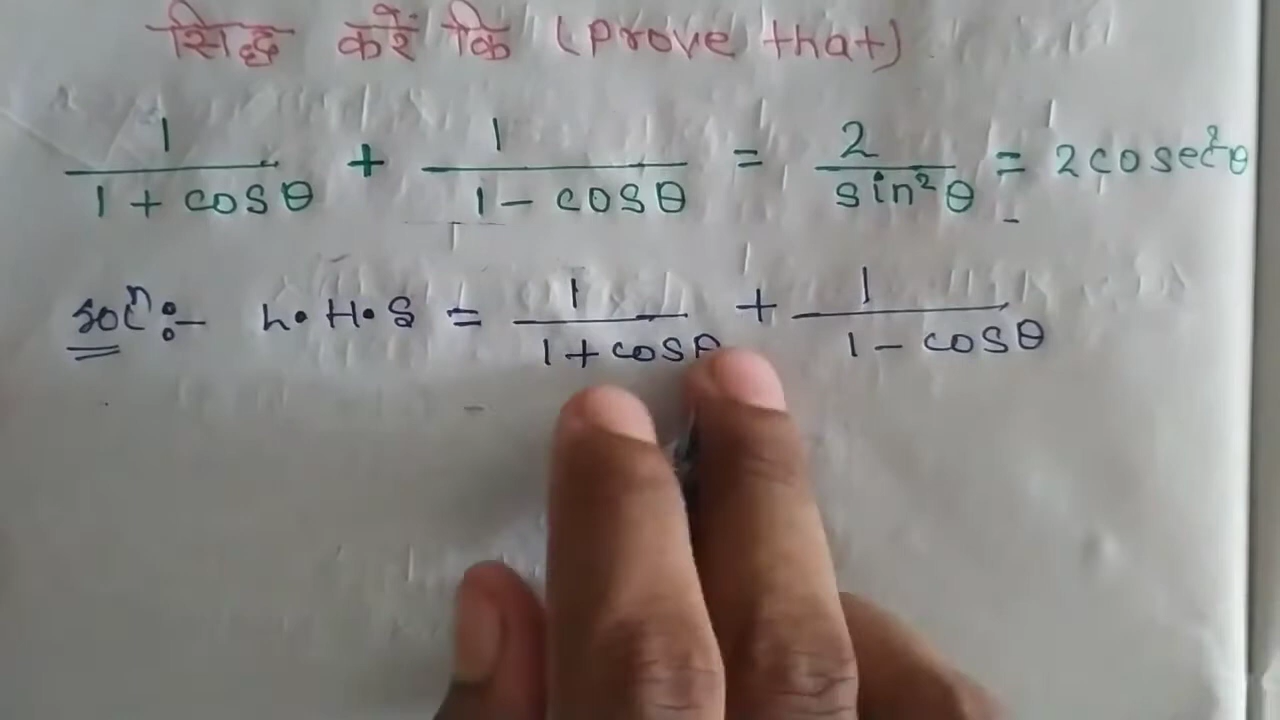 सिद्ध करें कि (prove that)
1/(1 + cosθ) + 1/(1 - cosθ) = 2/sin²θ = 2cosec²θ
Solⁿ:- L.H.S = 1/(1 + cosθ) + 1/(1 - cosθ)